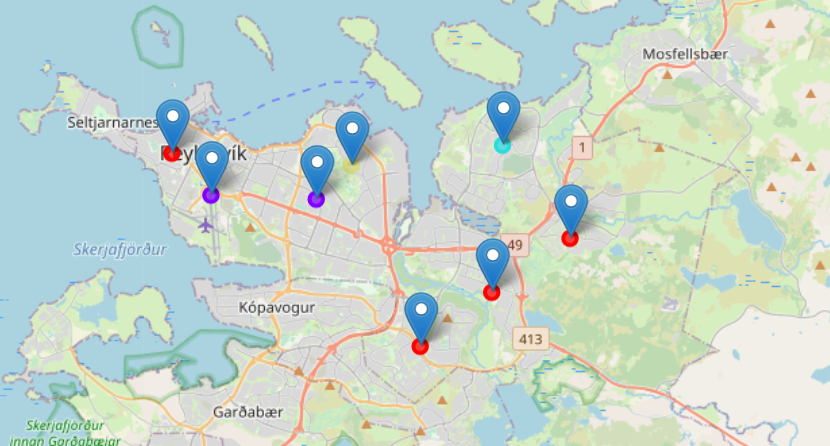 Mosfellsbær
Seltjarnarnes
Reykjavík
1
Skerjafjörður
49
Kópavogur
413
Garðabær
Skerjafjörður
innan Garðabæjar